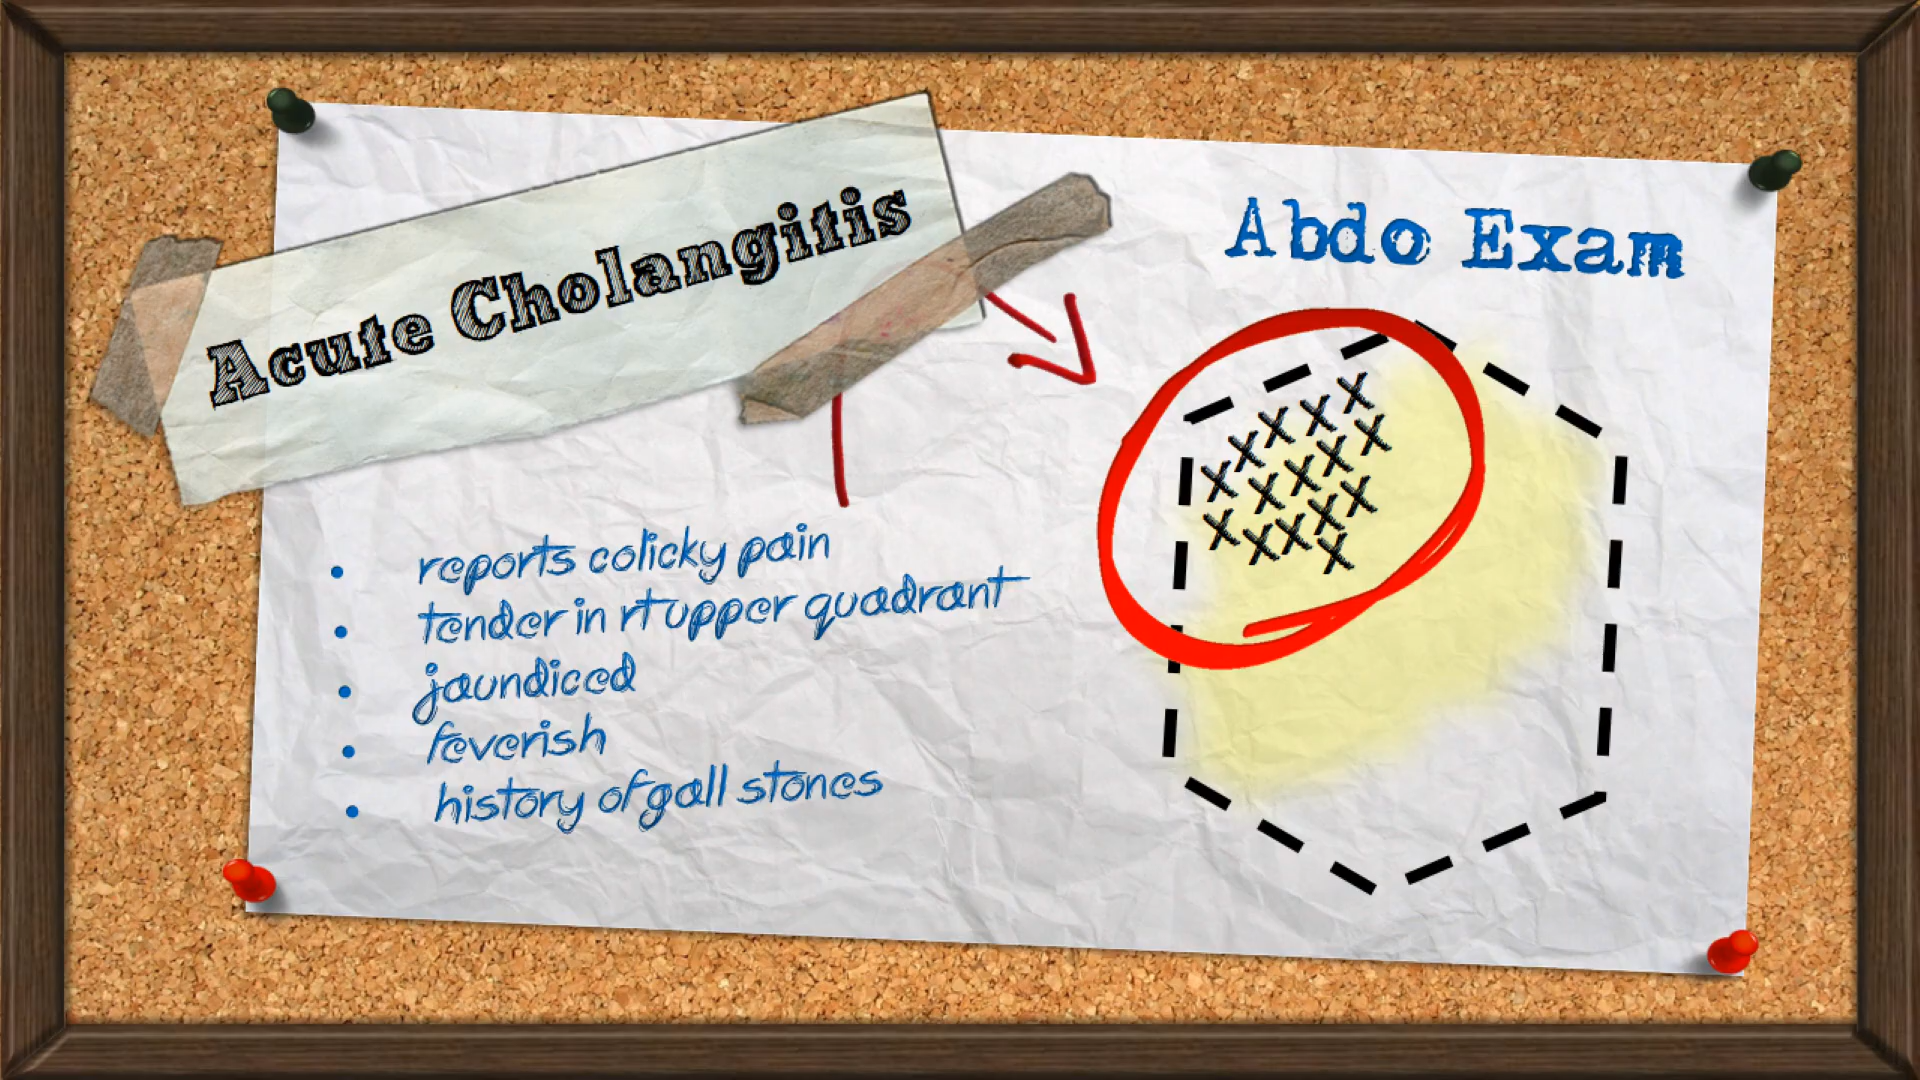 Acute Cholangitis
Abdo Exam
• reports colicky pain
• tender in rt upper quadrant
• jaundiced
• feverish
• history of gall stones
X X X X X X X X X X X X X X X X